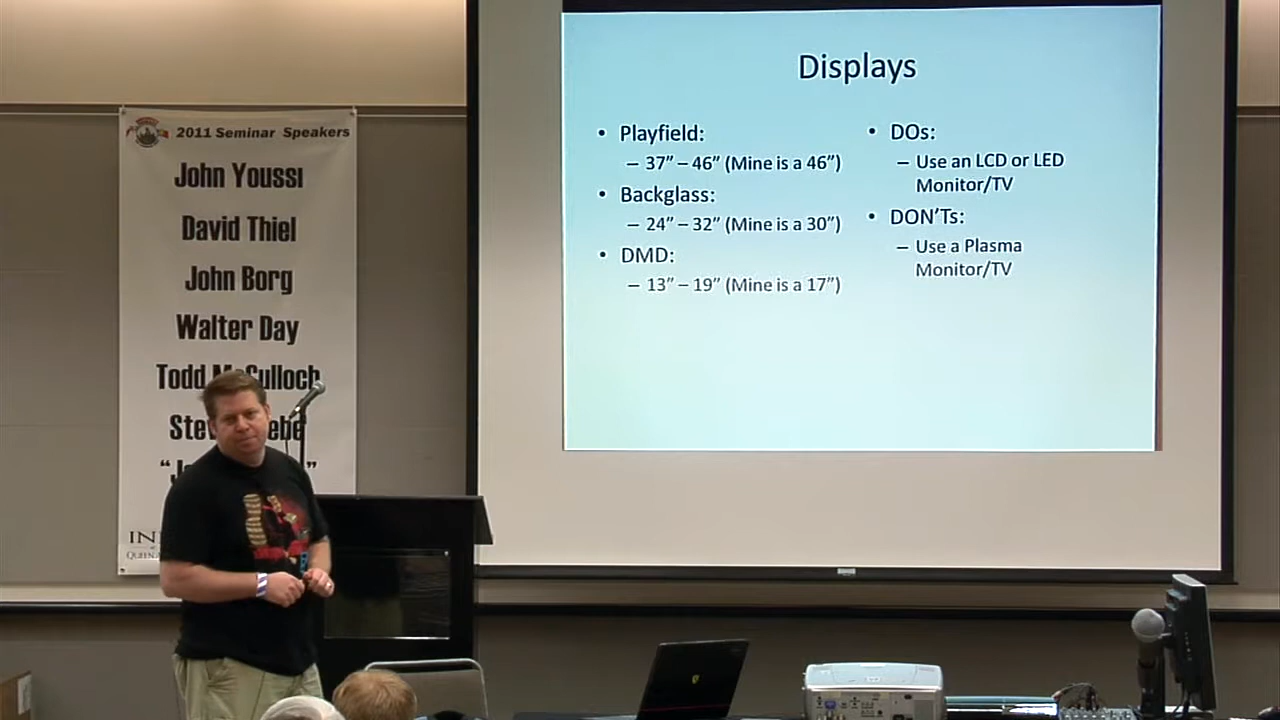 2011 Seminar Speakers
John Youssi
David Thiel
John Borg
Walter Day
Todd McCulloch
Displays
• Playfield:
– 37” – 46” (Mine is a 46”)
• Backglass:
– 24” – 32” (Mine is a 30”)
• DMD:
– 13” – 19” (Mine is a 17”)
• DOs:
– Use an LCD or LED
Monitor/TV
• DON’Ts:
– Use a Plasma
Monitor/TV